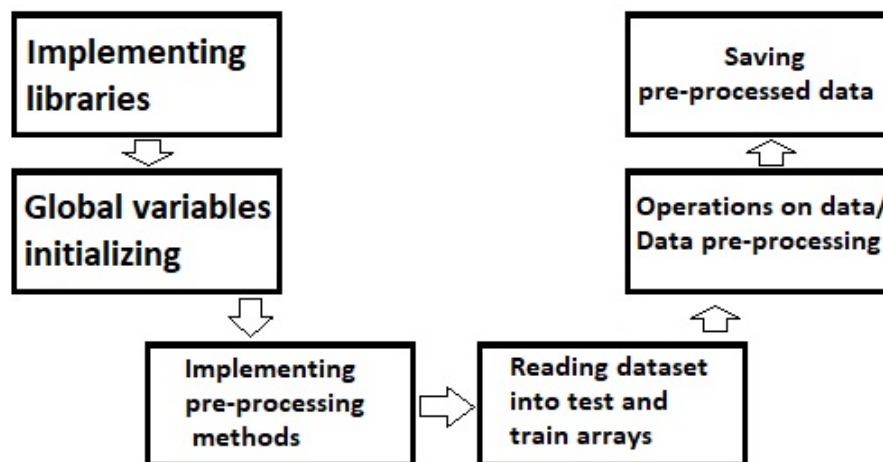 Implementing
libraries
Global variables
initializing
Implementing
pre-processing
methods
Reading dataset
into test and
train arrays
Operations on data/
Data pre-processing
Saving
pre-processed data